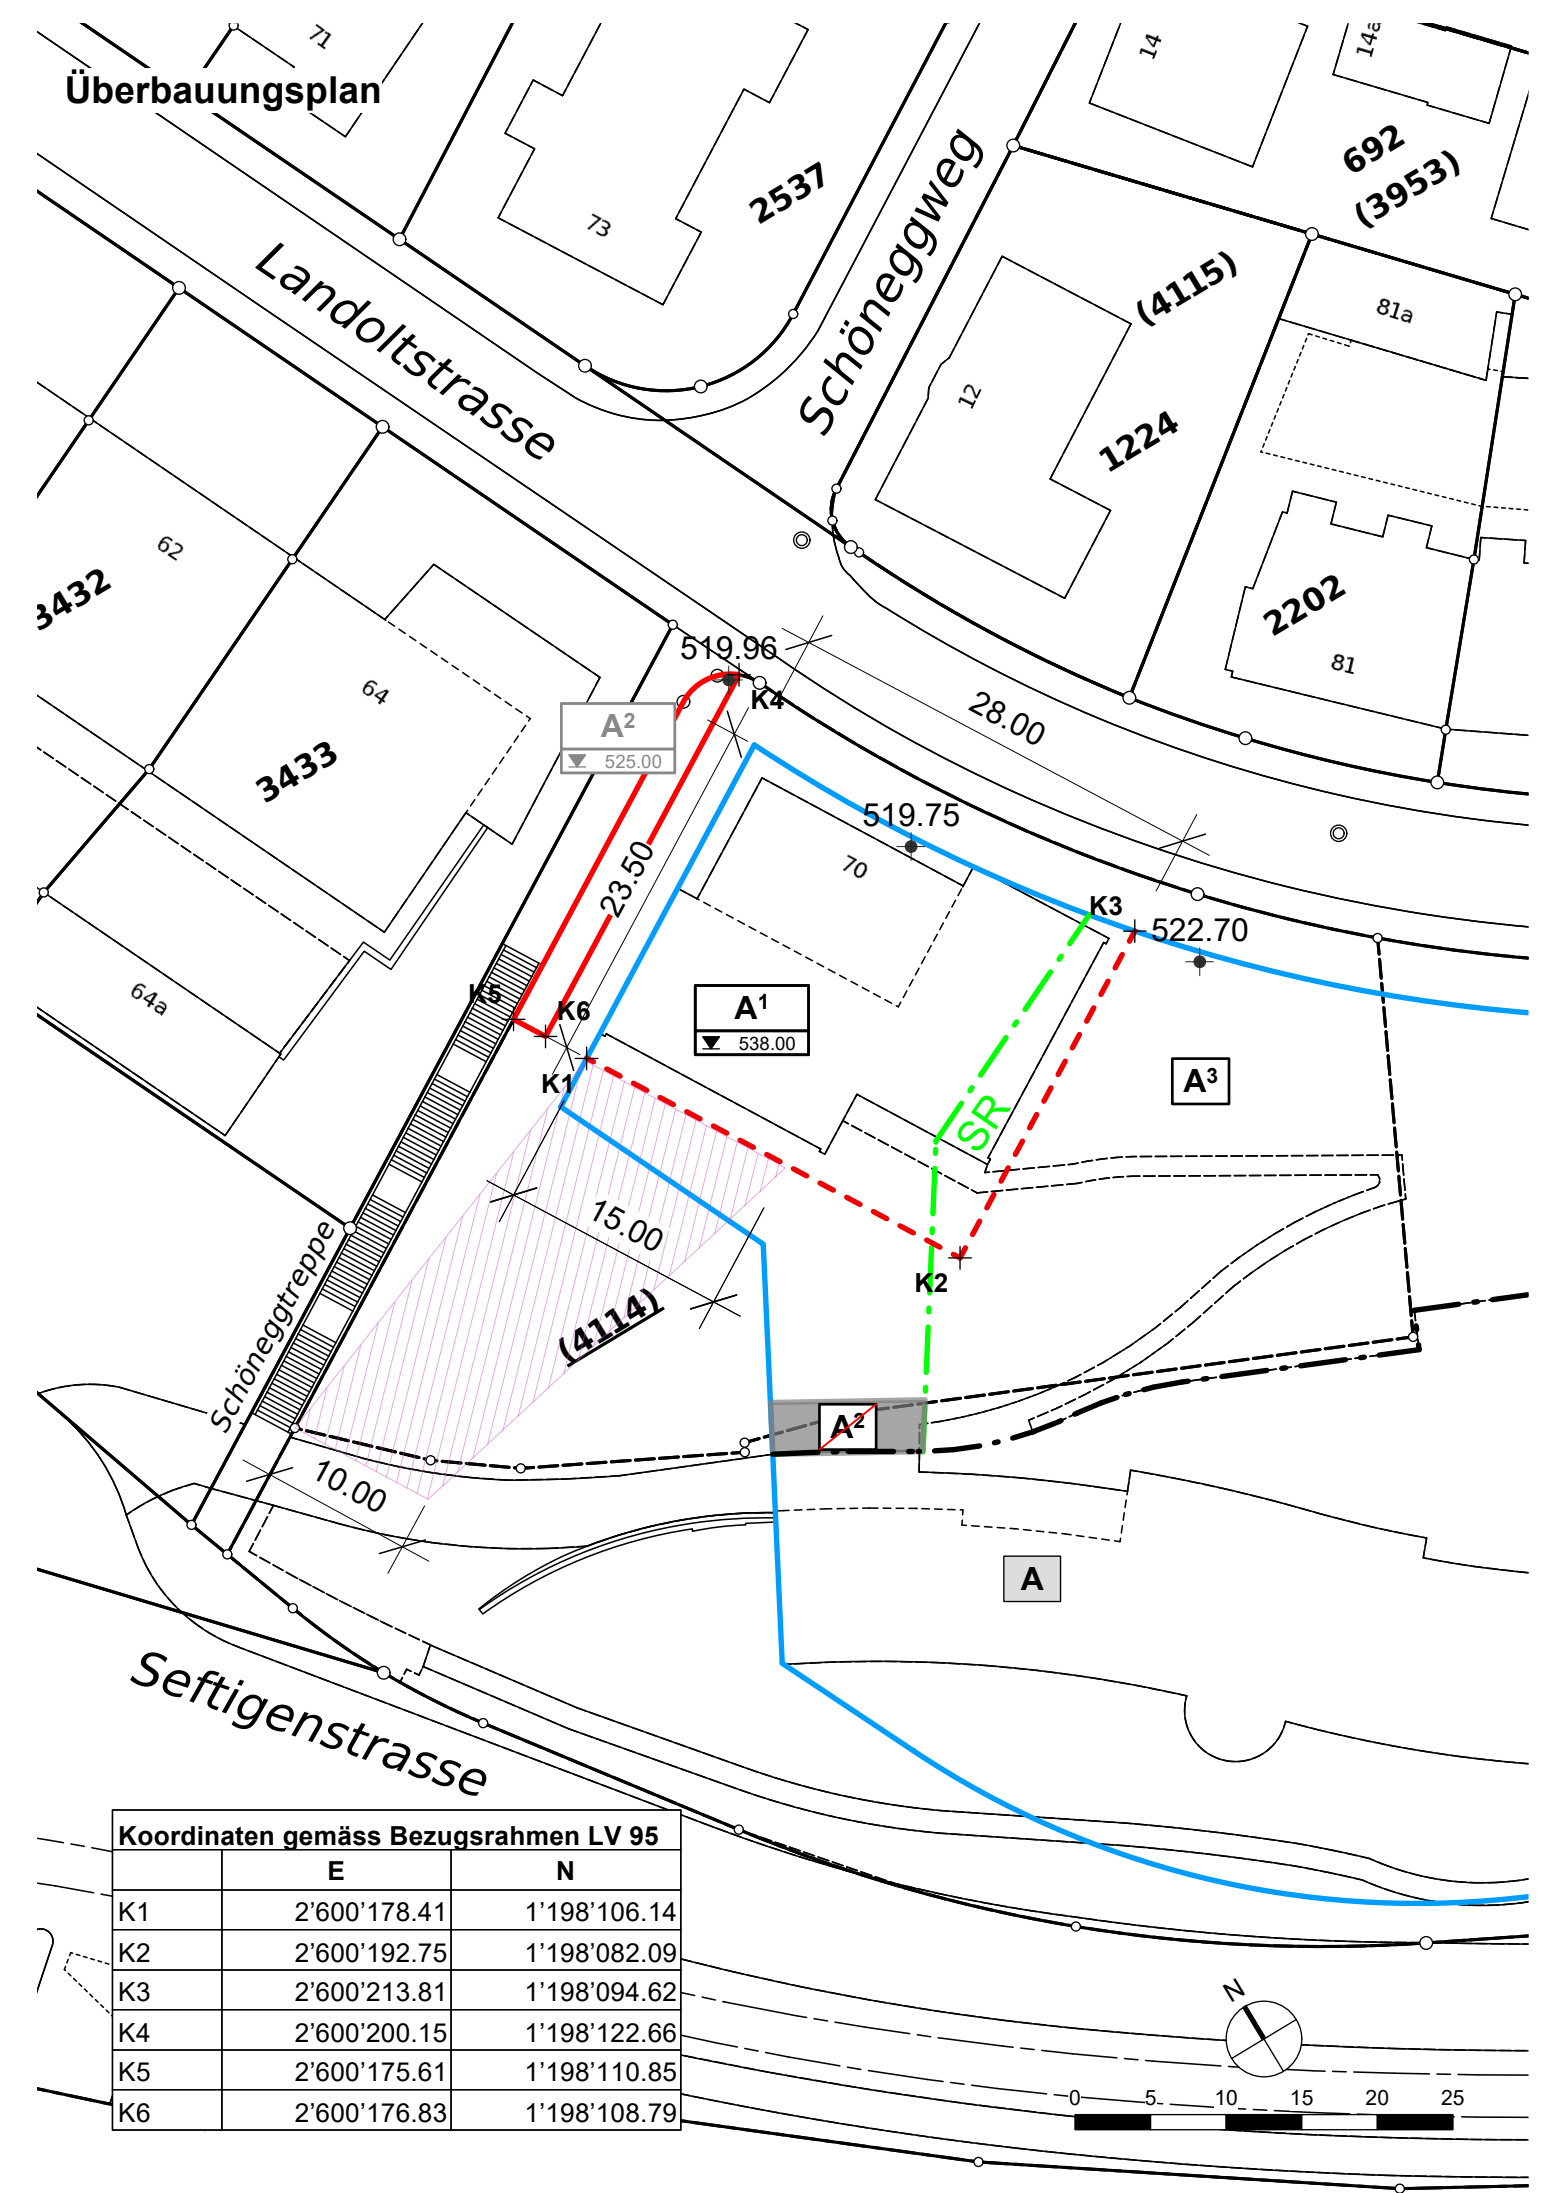 71
Überbauungsplan
14
14a
692
(3953)
2537
73
Schöneggweg
Landoltstrasse
(4115)
81a
12
1224
62
3432
2202
81
64
3433
519.96
K4
A²
525.00
28.00
519.75
70
23.50
K3
522.70
64a
K5
K6
A¹
538.00
K1
A³
SR
15.00
K2
Schöneggtreppe
(4114)
A²
10.00
A
Seftigenstrasse
Koordinaten gemäss Bezugsrahmen LV 95
E N
K1 2’600’178.41 1’198’106.14
K2 2’600’192.75 1’198’082.09
K3 2’600’213.81 1’198’094.62
K4 2’600’200.15 1’198’122.66
K5 2’600’175.61 1’198’110.85
K6 2’600’176.83 1’198’108.79
N
0 5 10 15 20 25